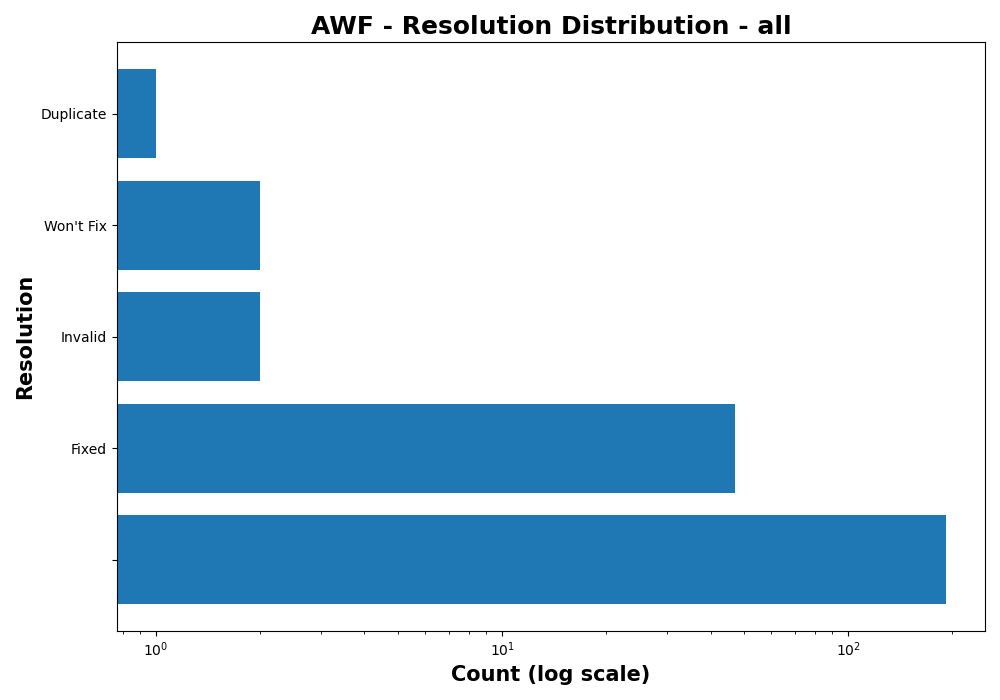 AWF - Resolution Distribution - all
Duplicate
Won't Fix
Invalid
Fixed
Resolution
10⁰
10¹
10²
Count (log scale)